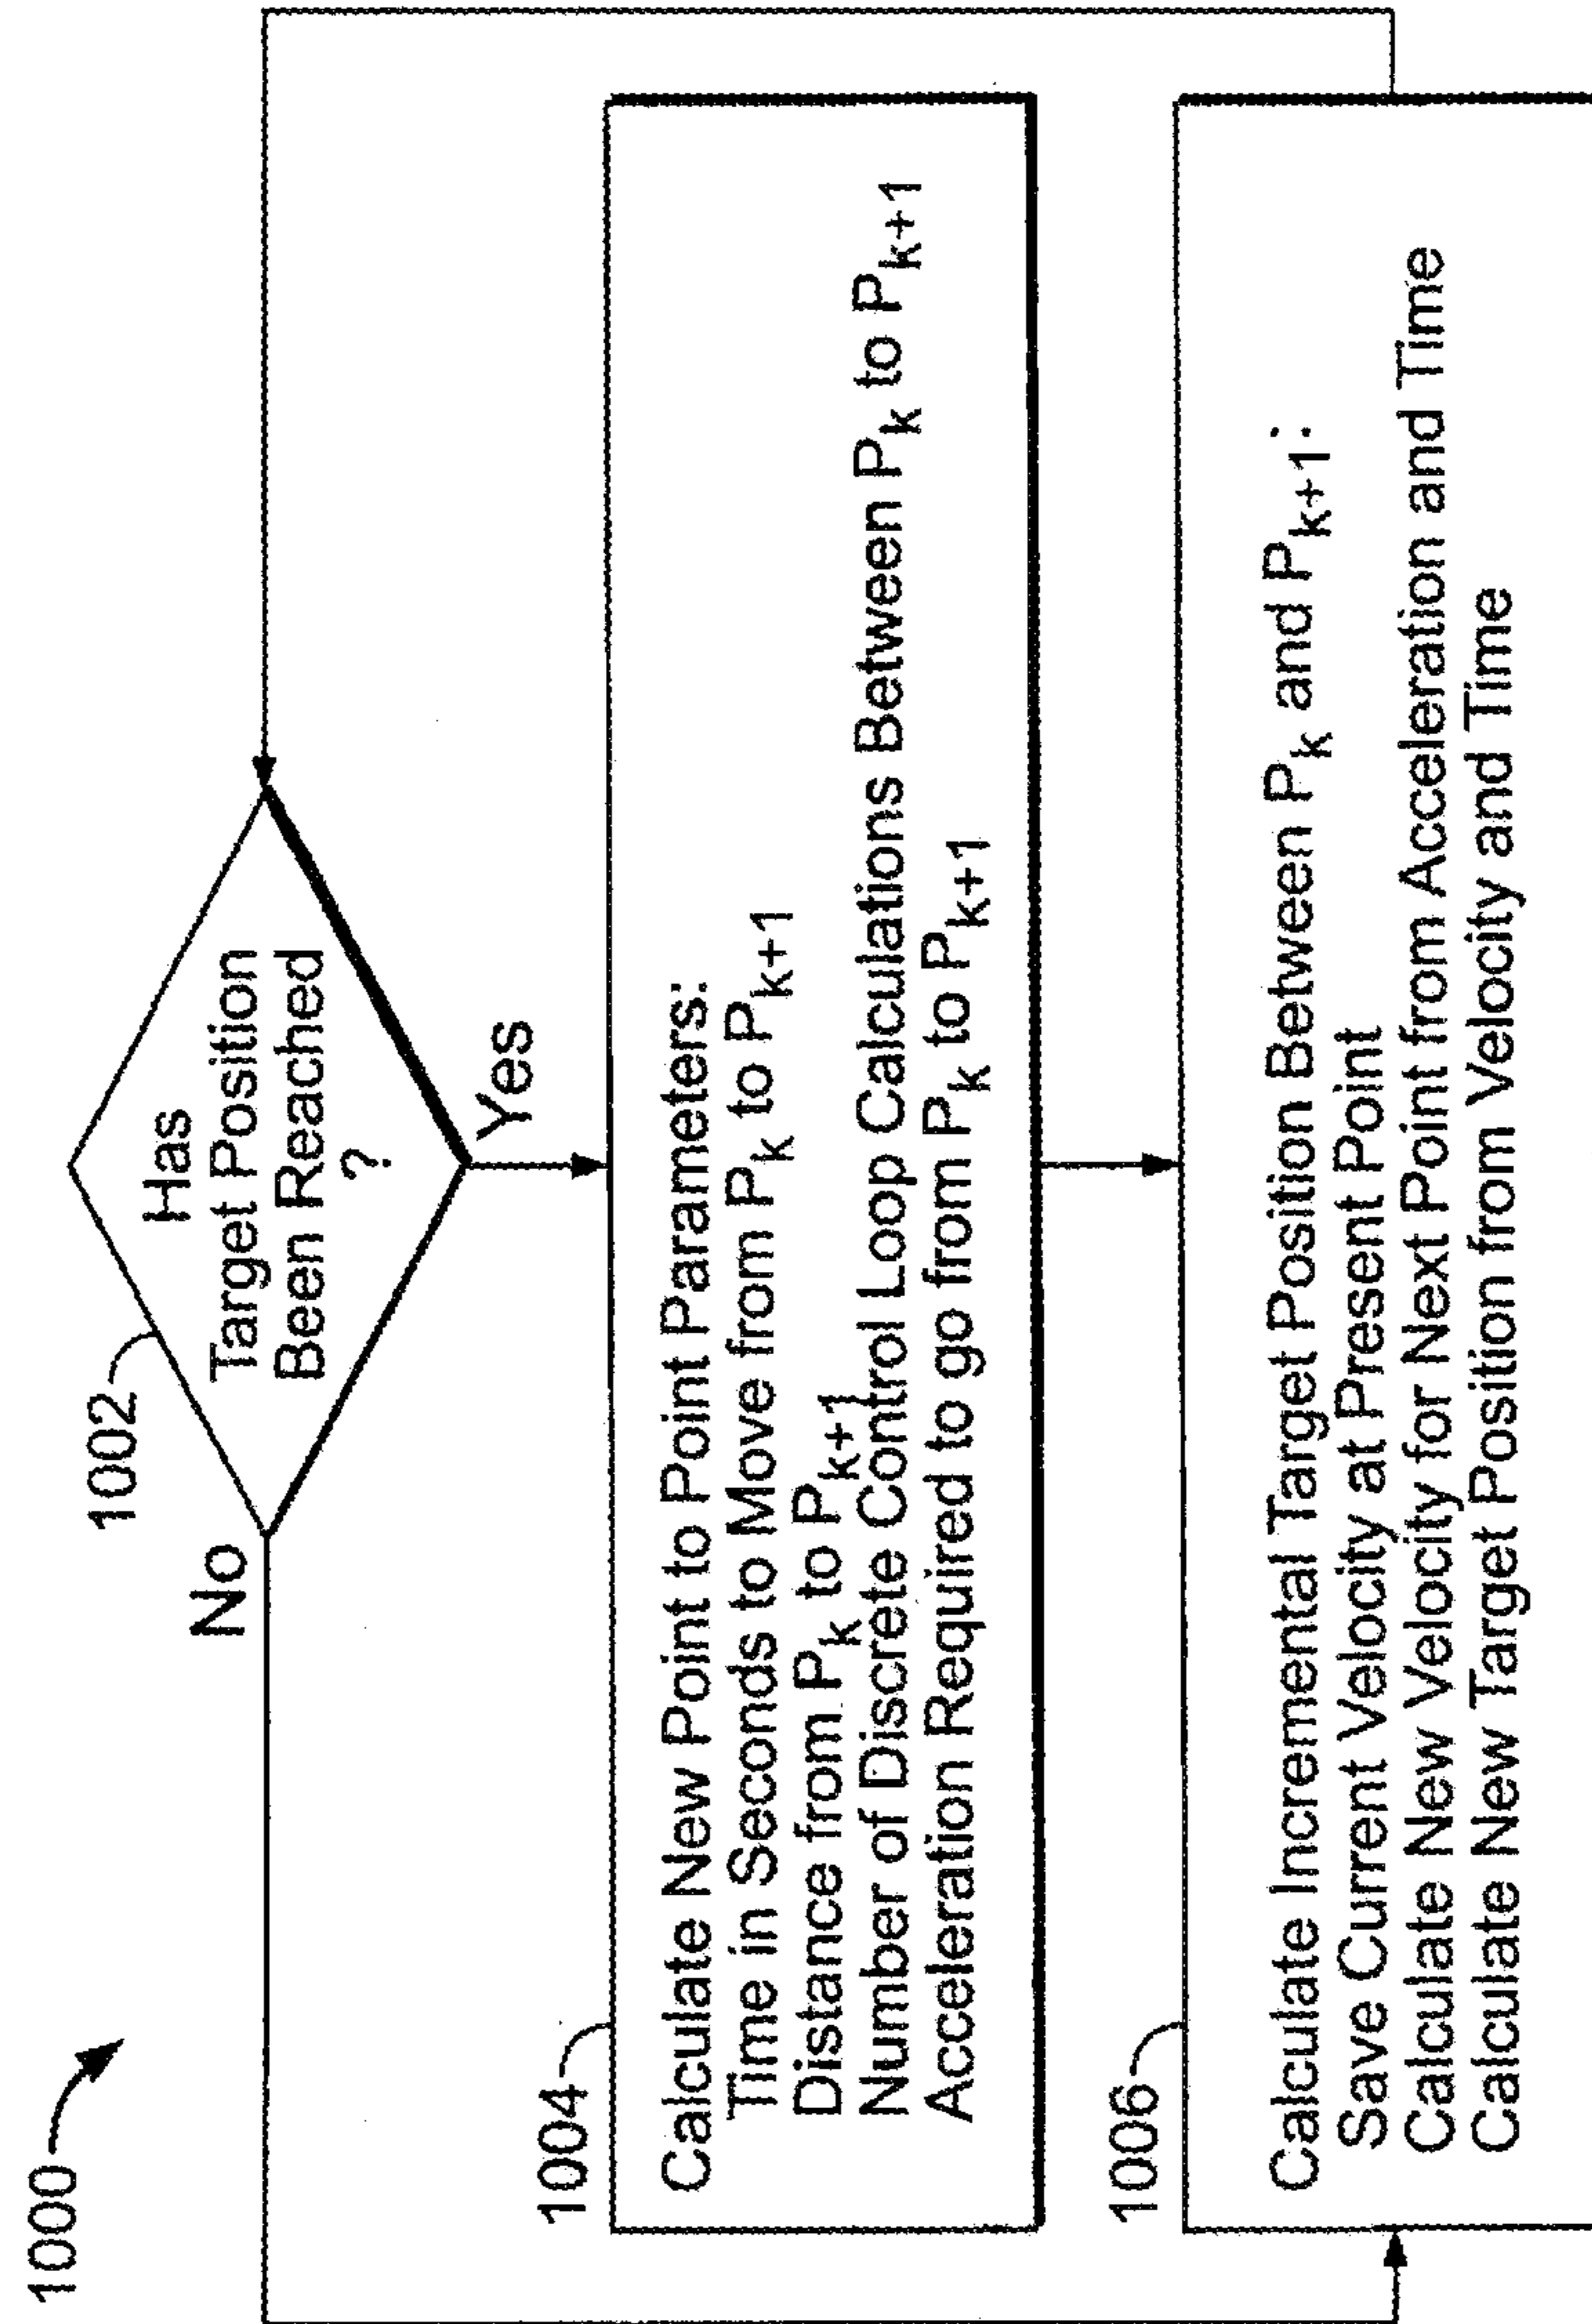 1000
1002
Has
Target Position
Been Reached
?
No
Yes
1004
Calculate New Point to Point Parameters:
Time in Seconds to Move from Pk to Pk+1
Distance from Pk to Pk+1
Number of Discrete Control Loop Calculations Between Pk to Pk+1
Acceleration Required to go from Pk to Pk+1
1006
Calculate Incremental Target Position Between Pk and Pk+1:
Save Current Velocity at Present Point
Calculate New Velocity for Next Point from Acceleration and Time
Calculate New Target Position from Velocity and Time